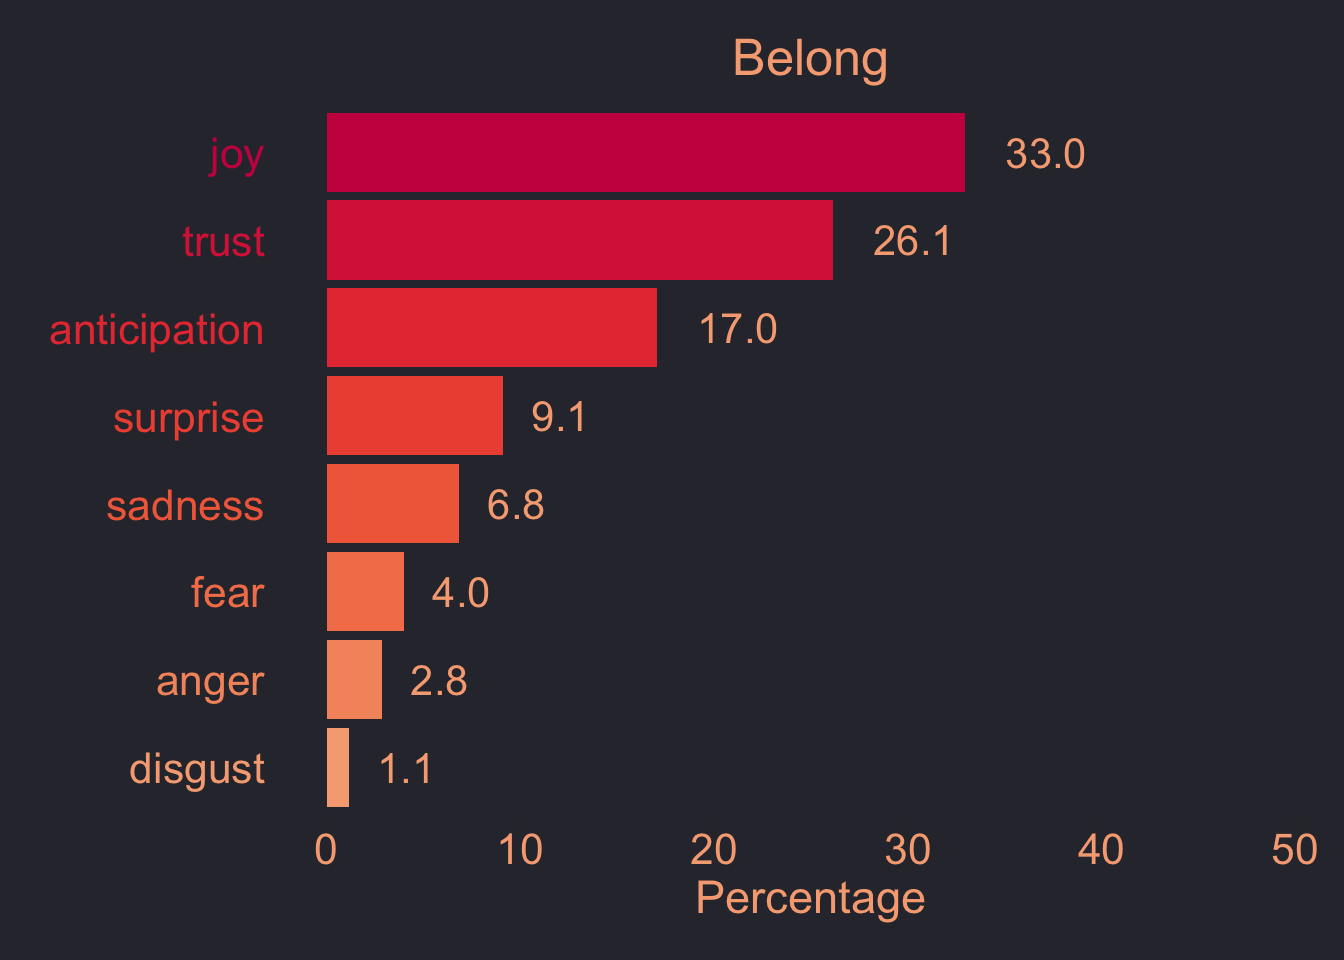 Belong
joy 33.0
trust 26.1
anticipation 17.0
surprise 9.1
sadness 6.8
fear 4.0
anger 2.8
disgust 1.1
0 10 20 30 40 50
Percentage